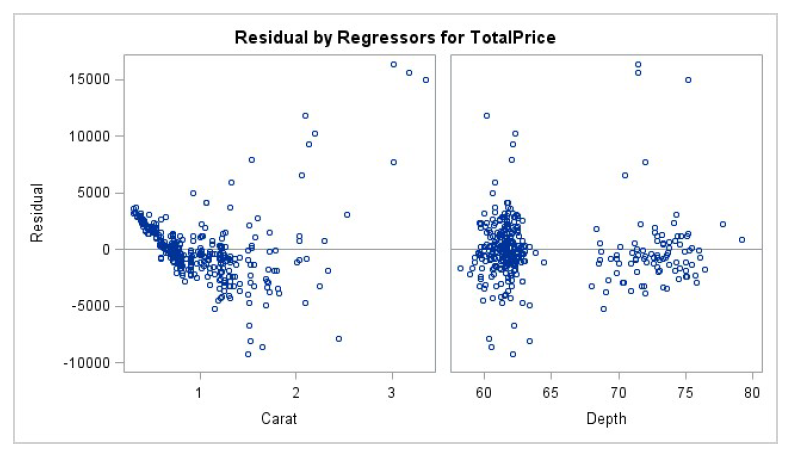 Residual by Regressors for TotalPrice
Residual
15000
10000
5000
0
-5000
-10000
1 2 3
60 65 70 75 80
Carat
Depth